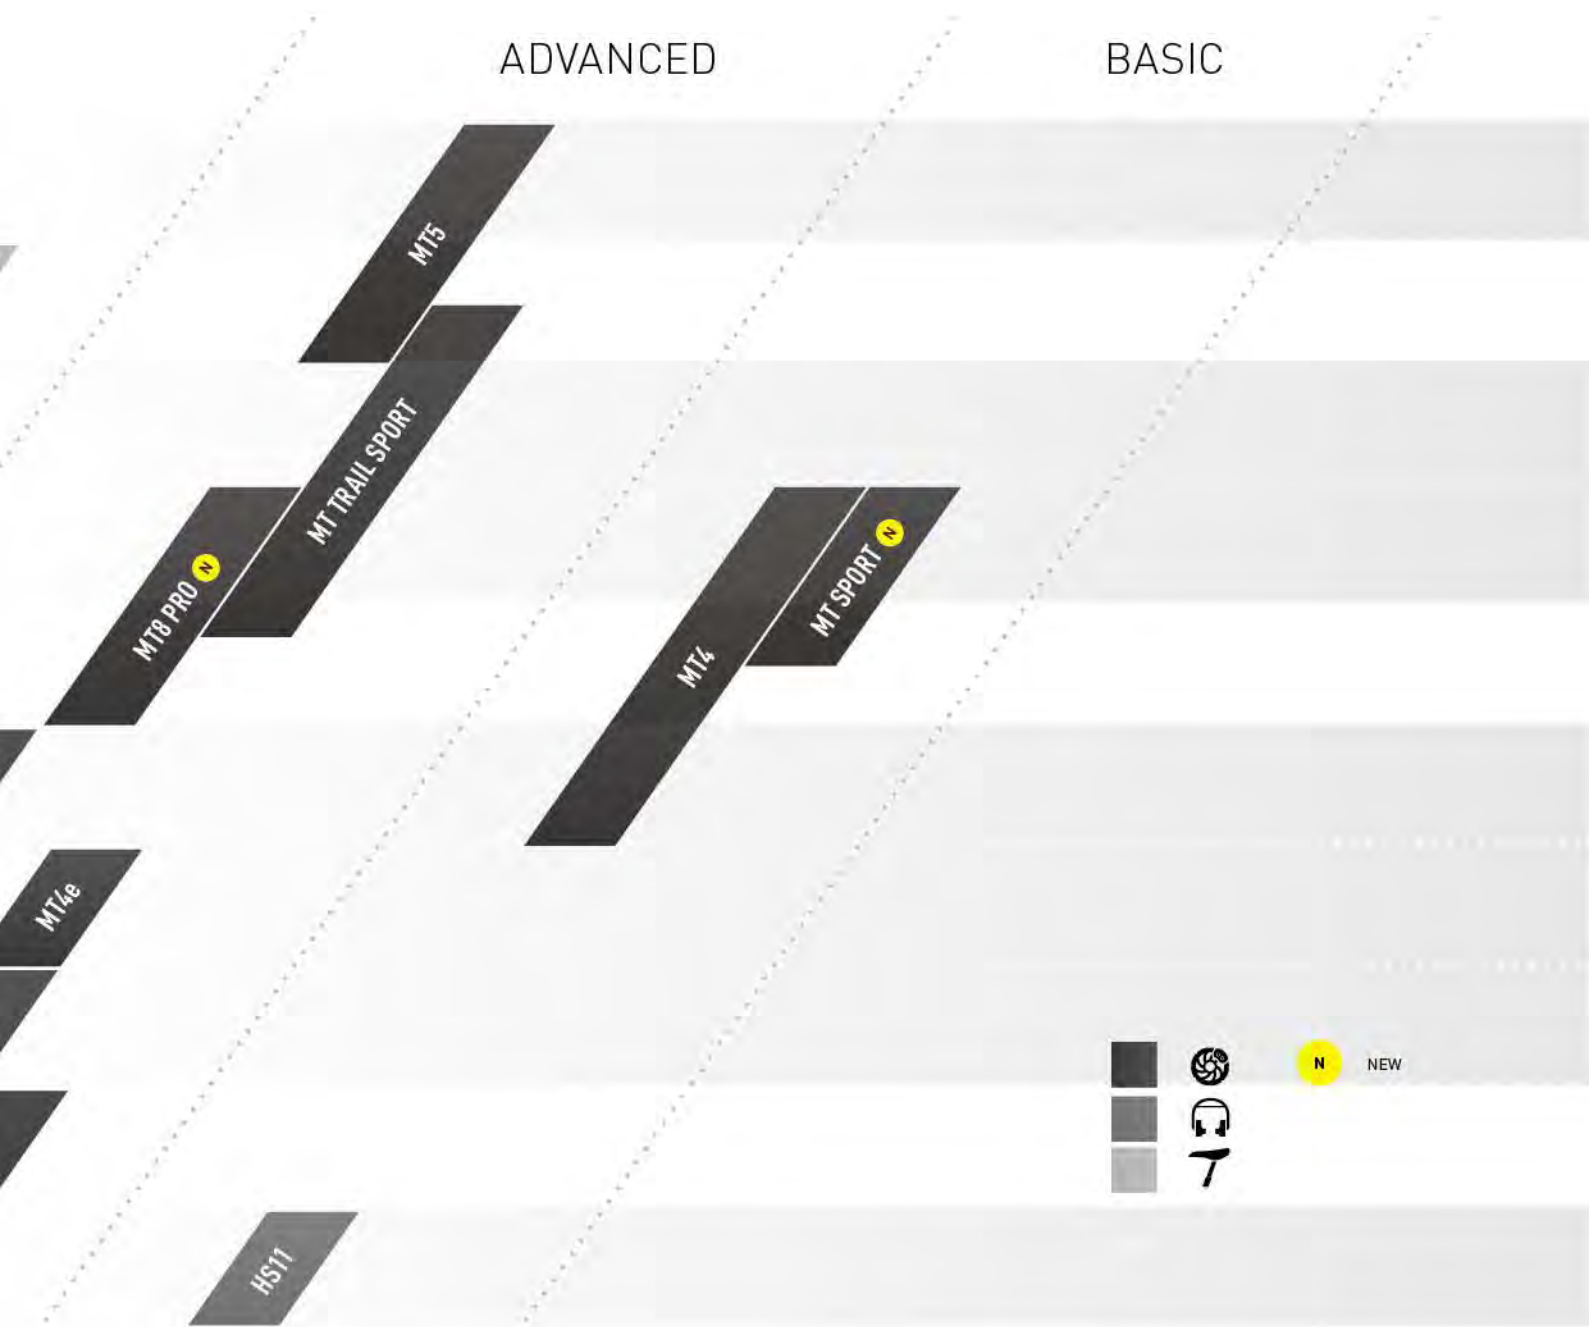 ADVANCED
BASIC
MT5
MT TRAIL SPORT
MT8 PRO N
MT4
MT SPORT N
MT4e
HS11
N NEW